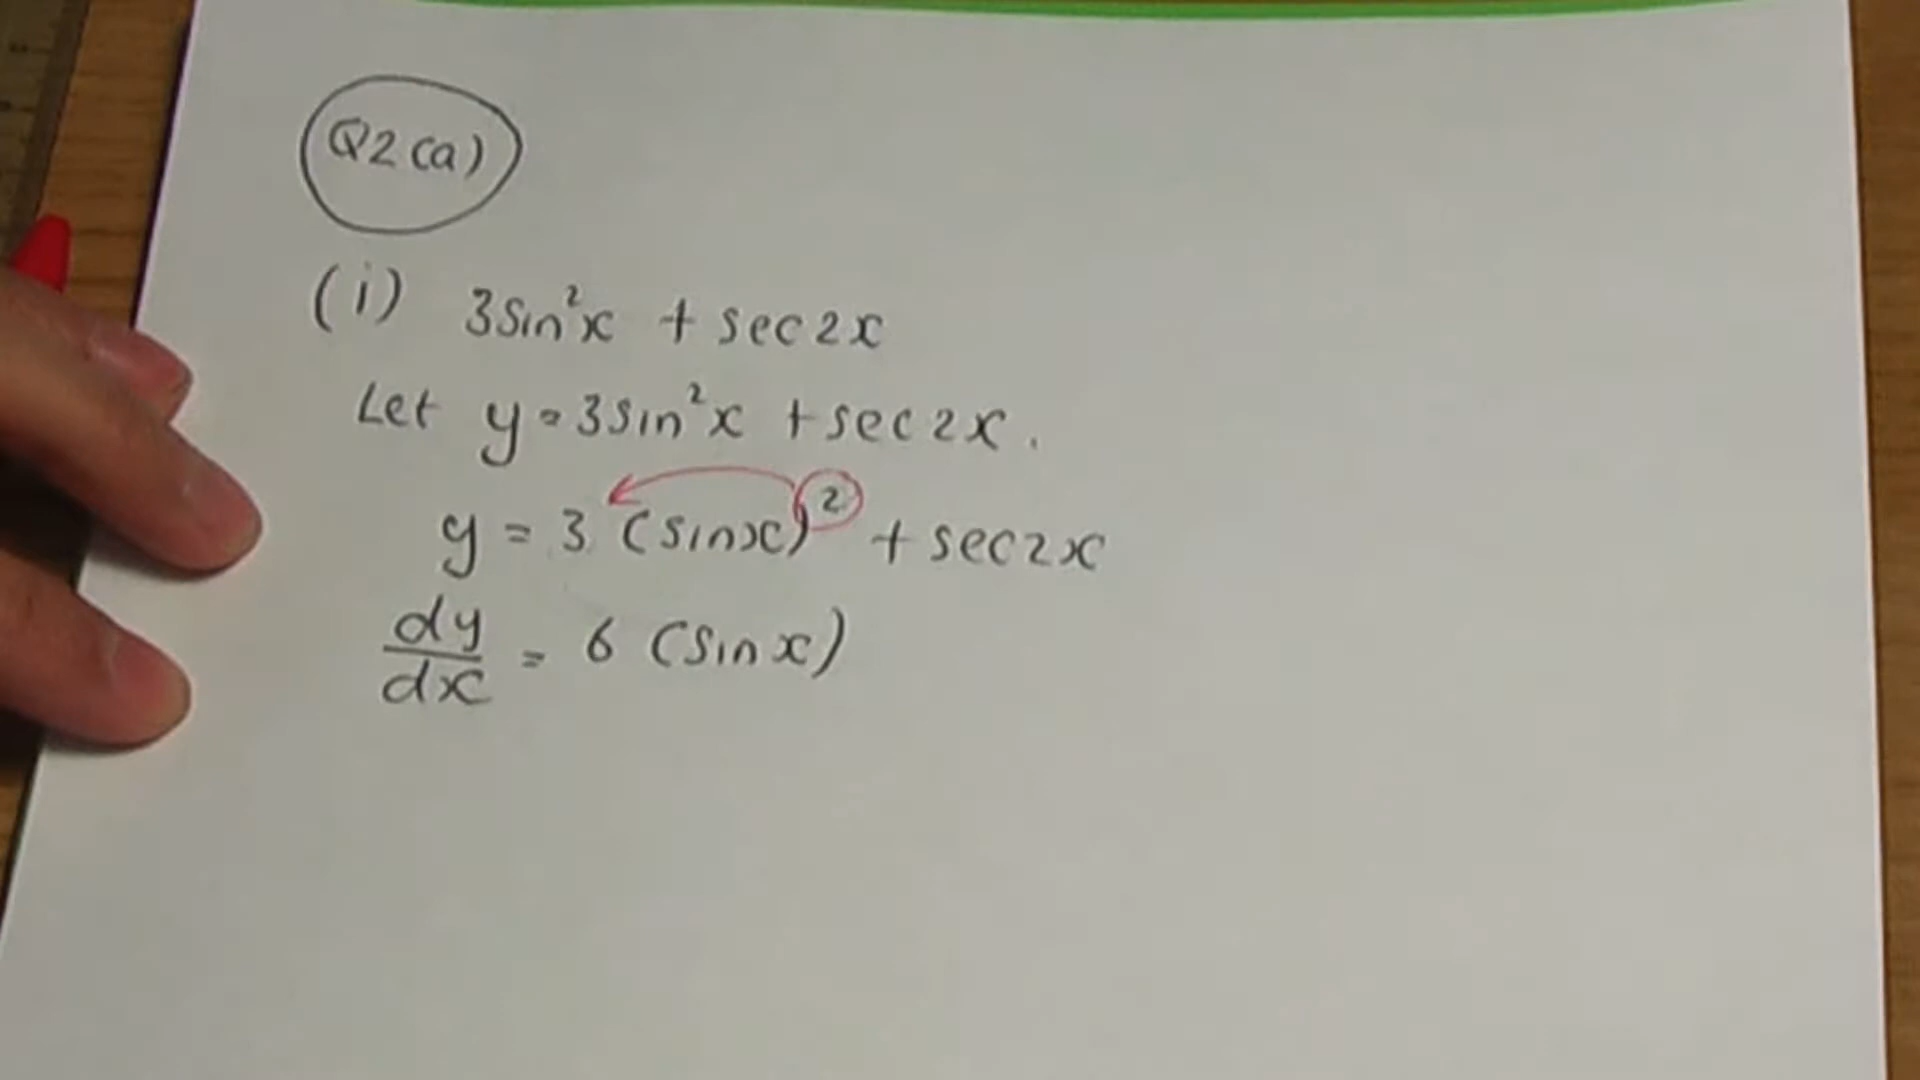 Q2(a)
(i) 3sin²x + sec2x
Let y = 3sin²x + sec2x.
y = 3 (sinx)² + sec2x
dy/dx = 6 (sinx)